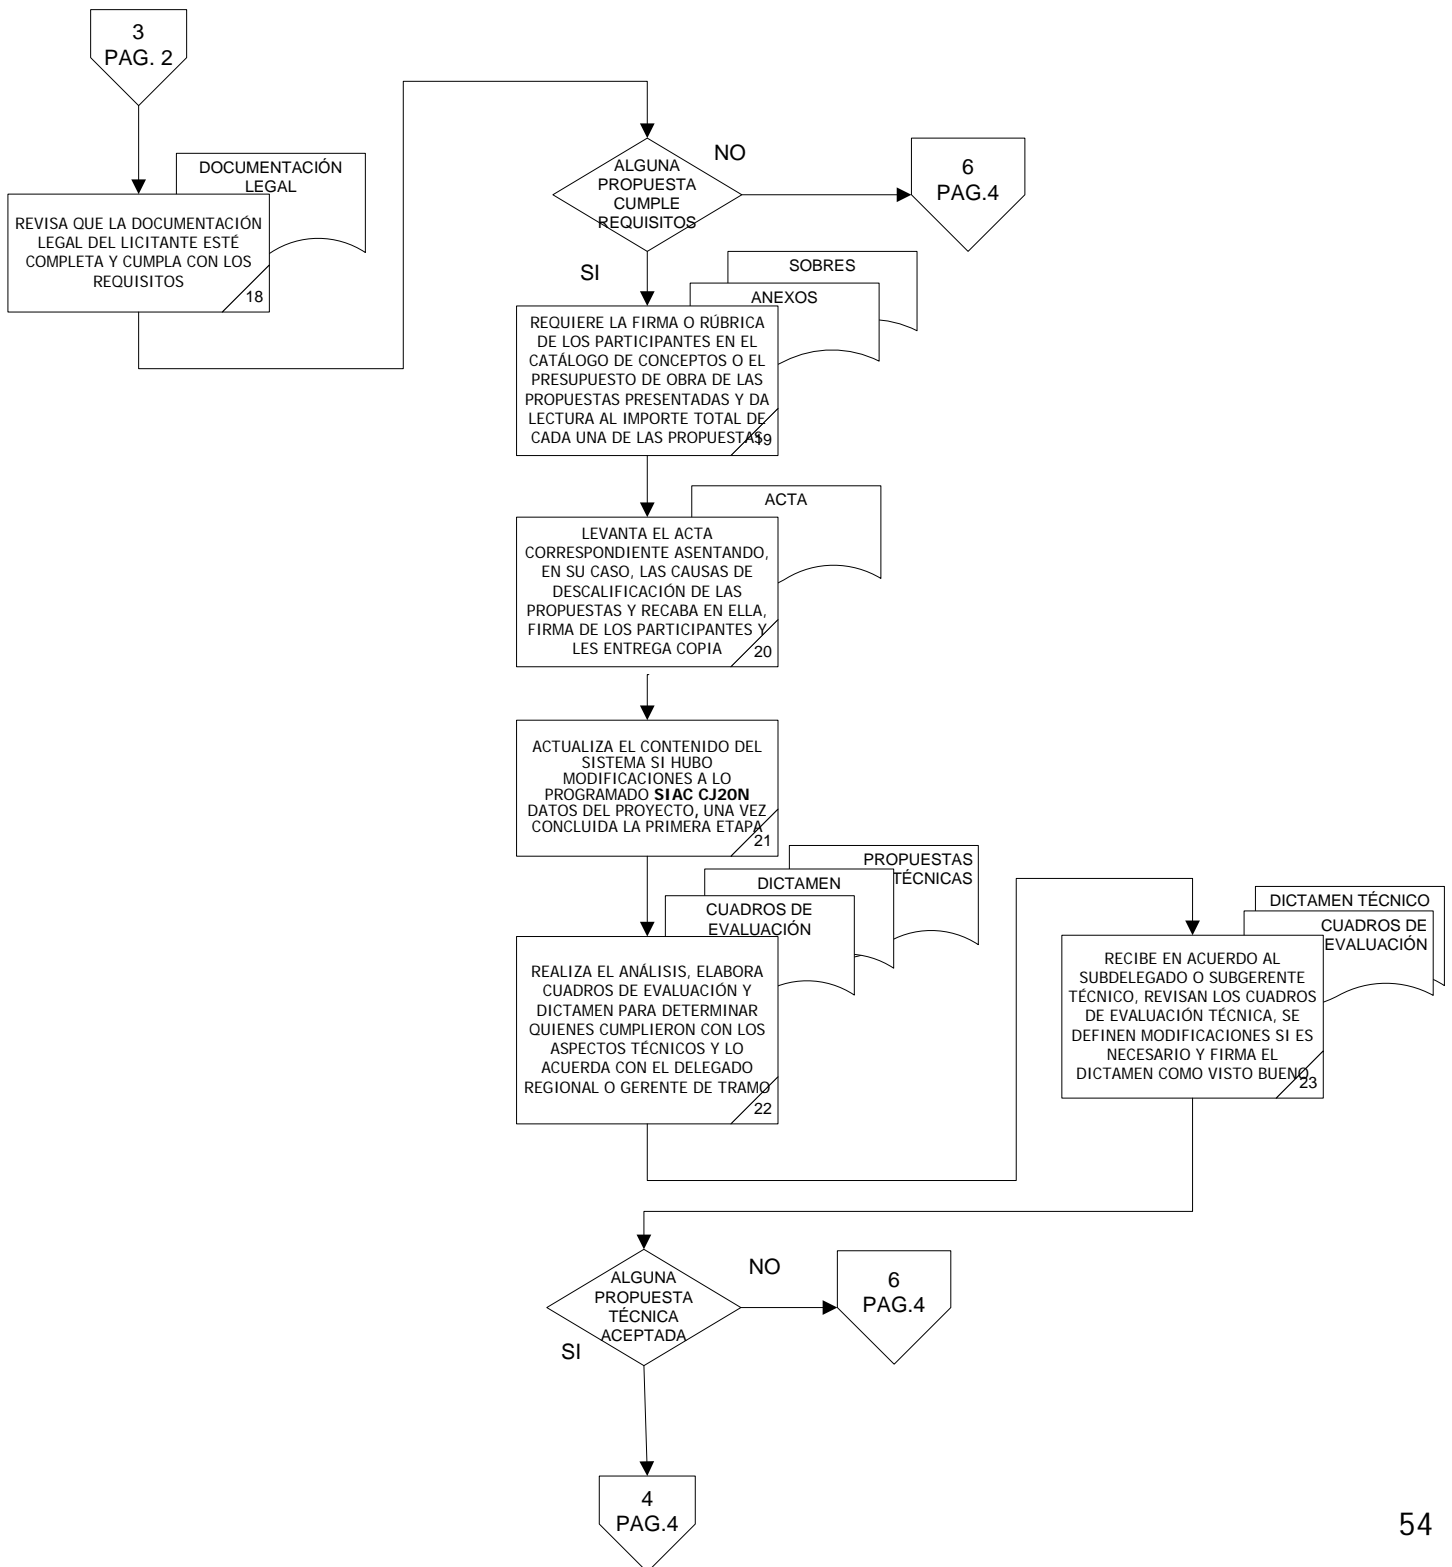 3
PAG. 2
DOCUMENTACIÓN
LEGAL
REVISA QUE LA DOCUMENTACIÓN
LEGAL DEL LICITANTE ESTÉ
COMPLETA Y CUMPLA CON LOS
REQUISITOS
18
ALGUNA
PROPUESTA
CUMPLE
REQUISITOS
NO
6
PAG.4
SI
SOBRES
ANEXOS
REQUIERE LA FIRMA O RÚBRICA
DE LOS PARTICIPANTES EN EL
CATÁLOGO DE CONCEPTOS O EL
PRESUPUESTO DE OBRA DE LAS
PROPUESTAS PRESENTADAS Y DA
LECTURA AL IMPORTE TOTAL DE
CADA UNA DE LAS PROPUESTAS
19
ACTA
LEVANTA EL ACTA
CORRESPONDIENTE ASENTANDO,
EN SU CASO, LAS CAUSAS DE
DESCALIFICACIÓN DE LAS
PROPUESTAS Y RECABA EN ELLA,
FIRMA DE LOS PARTICIPANTES Y
LES ENTREGA COPIA
20
ACTUALIZA EL CONTENIDO DEL
SISTEMA SI HUBO
MODIFICACIONES A LO
PROGRAMADO SIAC CJ20N
DATOS DEL PROYECTO, UNA VEZ
CONCLUIDA LA PRIMERA ETAPA
21
PROPUESTAS
TÉCNICAS
DICTAMEN
CUADROS DE
EVALUACIÓN
REALIZA EL ANÁLISIS, ELABORA
CUADROS DE EVALUACIÓN Y
DICTAMEN PARA DETERMINAR
QUIENES CUMPLIERON CON LOS
ASPECTOS TÉCNICOS Y LO
ACUERDA CON EL DELEGADO
REGIONAL O GERENTE DE TRAMO
22
DICTAMEN TÉCNICO
CUADROS DE
EVALUACIÓN
RECIBE EN ACUERDO AL
SUBDELEGADO O SUBGERENTE
TÉCNICO, REVISAN LOS CUADROS
DE EVALUACIÓN TÉCNICA, SE
DEFINEN MODIFICACIONES SI ES
NECESARIO Y FIRMA EL
DICTAMEN COMO VISTO BUENO
23
ALGUNA
PROPUESTA
TÉCNICA
ACEPTADA
NO
6
PAG.4
SI
4
PAG.4
54